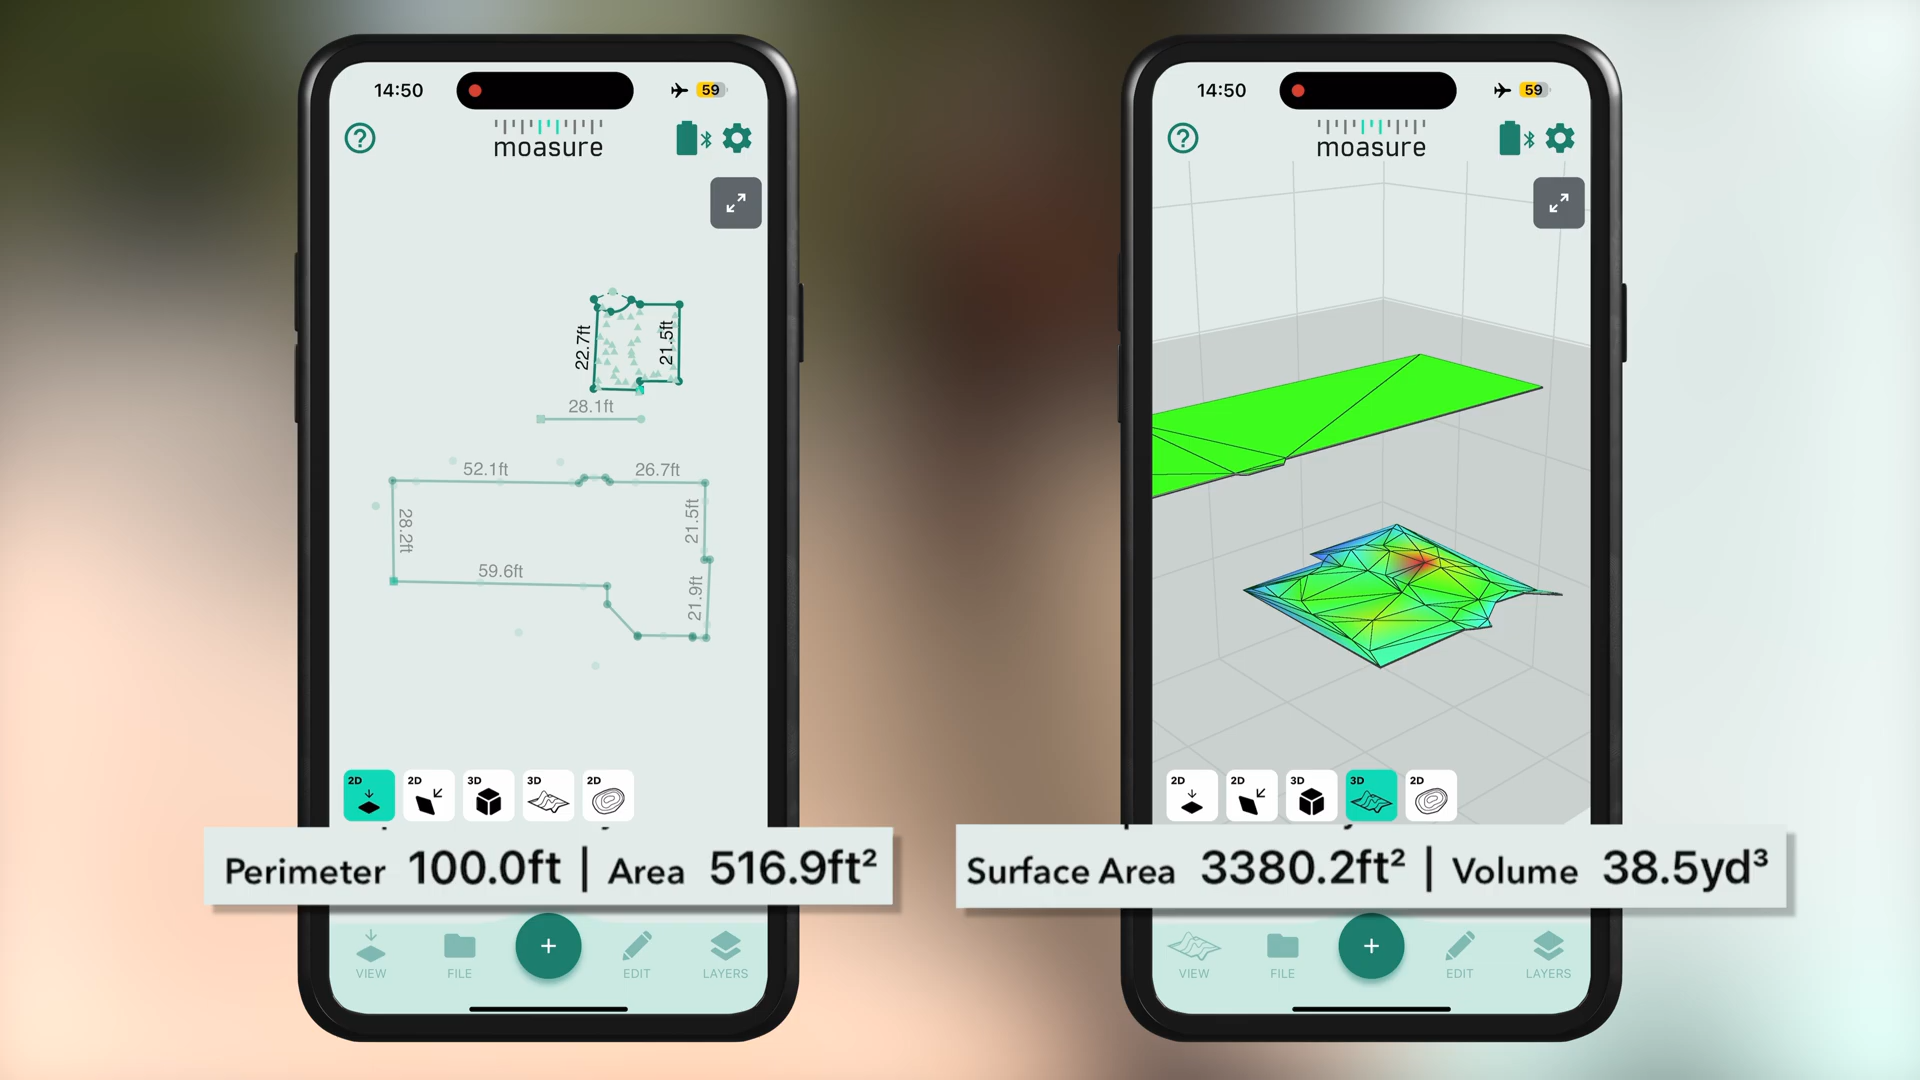 14:50
59
moasure
22.7ft
21.5ft
28.1ft
52.1ft
26.7ft
28.2ft
21.5ft
59.6ft
21.9ft
2D
2D
3D
3D
2D
Perimeter 100.0ft | Area 516.9ft²
VIEW
FILE
EDIT
LAYERS
14:50
59
moasure
2D
2D
3D
3D
2D
Surface Area 3380.2ft² | Volume 38.5yd³
VIEW
FILE
EDIT
LAYERS